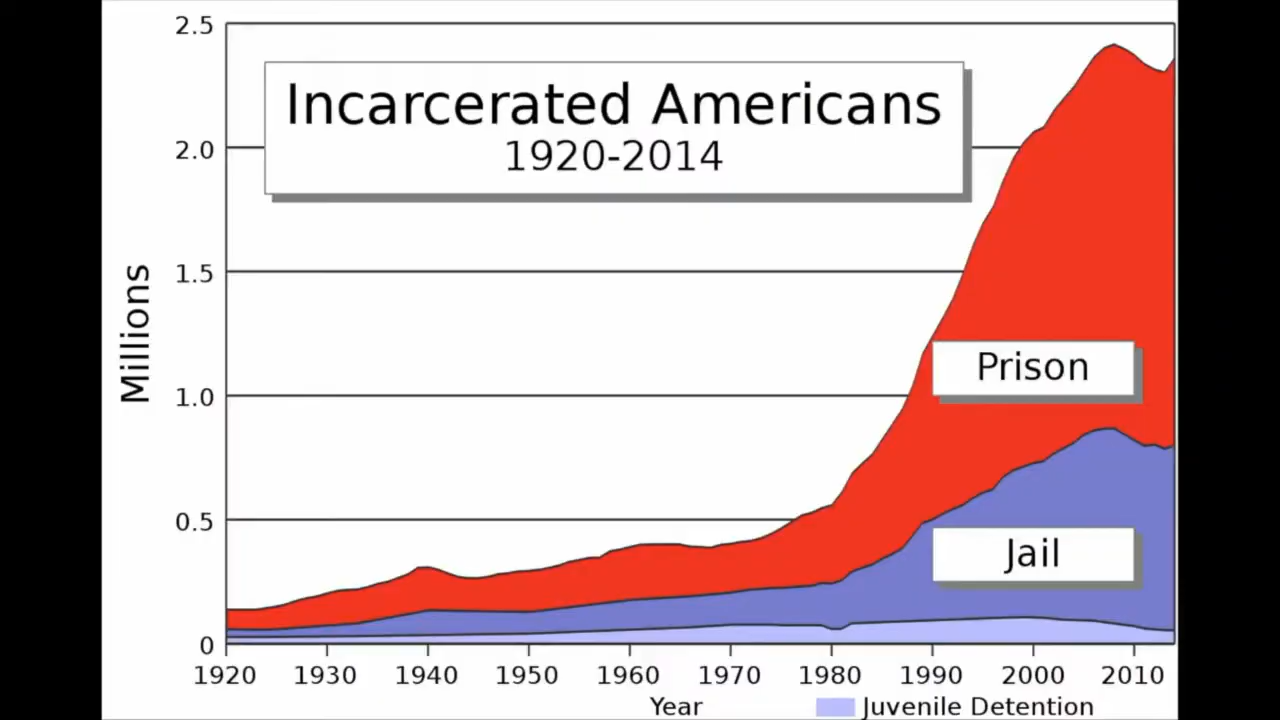 Incarcerated Americans
1920-2014
Millions
2.5
2.0
1.5
1.0
0.5
0
Prison
Jail
1920 1930 1940 1950 1960 1970 1980 1990 2000 2010
Year
Juvenile Detention